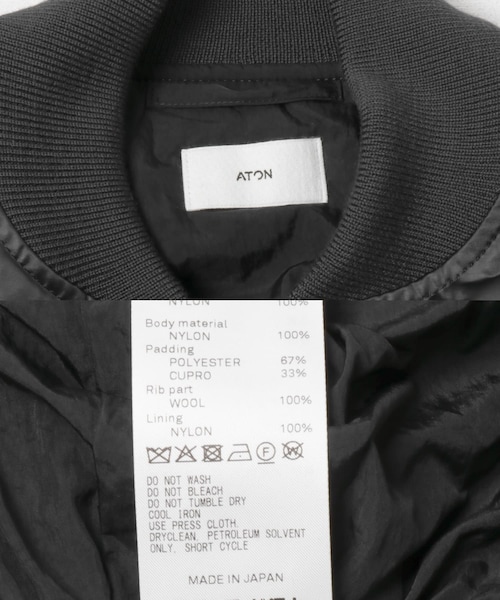 ATON
NYLON 100%
Body material
NYLON 100%
Padding
POLYESTER 67%
CUPRO 33%
Rib part
WOOL 100%
Lining
NYLON 100%
DO NOT WASH
DO NOT BLEACH
DO NOT TUMBLE DRY
COOL IRON
USE PRESS CLOTH.
DRYCLEAN, PETROLEUM SOLVENT
ONLY. SHORT CYCLE
MADE IN JAPAN